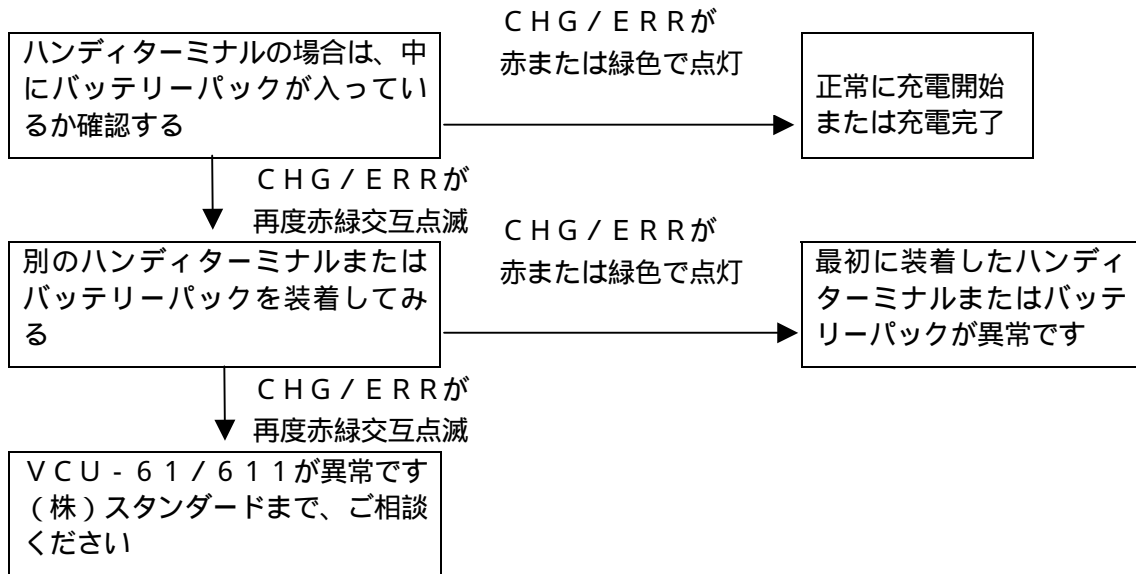 ハンディターミナルの場合は、中
にバッテリーパックが入ってい
るか確認する
ＣＨＧ／ＥＲＲが
赤または緑色で点灯
正常に充電開始
または充電完了
ＣＨＧ／ＥＲＲが
再度赤緑交互点滅
別のハンディターミナルまたは
バッテリーパックを装着してみ
る
ＣＨＧ／ＥＲＲが
赤または緑色で点灯
最初に装着したハンディ
ターミナルまたはバッテ
リーパックが異常です
ＣＨＧ／ＥＲＲが
再度赤緑交互点滅
ＶＣＵ-６１／６１１が異常です
（株）スタンダードまで、ご相談
ください